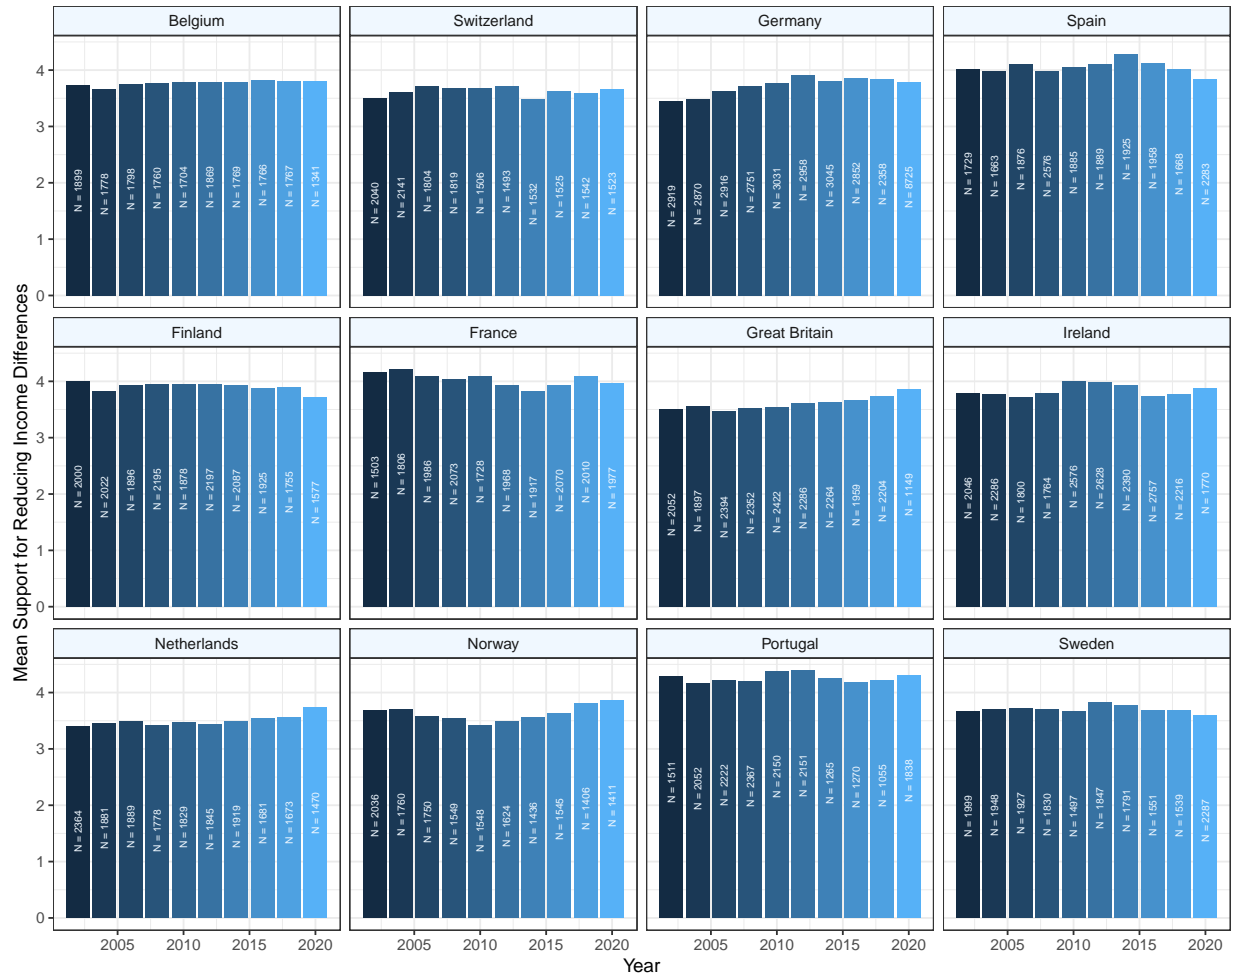 Mean Support for Reducing Income Differences
Belgium
4
3
2
1
0
N = 1899
N = 1778
N = 1798
N = 1760
N = 1704
N = 1869
N = 1769
N = 1766
N = 1767
N = 1341
Switzerland
N = 2040
N = 2141
N = 1804
N = 1819
N = 1506
N = 1493
N = 1532
N = 1525
N = 1542
N = 1523
Germany
N = 2919
N = 2870
N = 2916
N = 2751
N = 3031
N = 2958
N = 3045
N = 2852
N = 2358
N = 8725
Spain
N = 1729
N = 1663
N = 1876
N = 2576
N = 1885
N = 1889
N = 1925
N = 1958
N = 1668
N = 2283
Finland
4
3
2
1
0
N = 2000
N = 2022
N = 1896
N = 2195
N = 1878
N = 2197
N = 2087
N = 1925
N = 1755
N = 1577
France
N = 1503
N = 1806
N = 1986
N = 2073
N = 1728
N = 1968
N = 1917
N = 2070
N = 2010
N = 1977
Great Britain
N = 2052
N = 1897
N = 2394
N = 2352
N = 2422
N = 2286
N = 2264
N = 1959
N = 2204
N = 1149
Ireland
N = 2046
N = 2286
N = 1800
N = 1764
N = 2576
N = 2628
N = 2390
N = 2757
N = 2216
N = 1770
Netherlands
4
3
2
1
0
N = 2364
N = 1881
N = 1889
N = 1778
N = 1829
N = 1845
N = 1919
N = 1681
N = 1673
N = 1470
2005 2010 2015 2020
Norway
N = 2036
N = 1760
N = 1750
N = 1549
N = 1548
N = 1624
N = 1436
N = 1545
N = 1406
N = 1411
2005 2010 2015 2020
Portugal
N = 1511
N = 2052
N = 2222
N = 2367
N = 2150
N = 2151
N = 1265
N = 1270
N = 1055
N = 1838
2005 2010 2015 2020
Sweden
N = 1999
N = 1948
N = 1927
N = 1830
N = 1497
N = 1847
N = 1791
N = 1551
N = 1539
N = 2287
2005 2010 2015 2020
Year